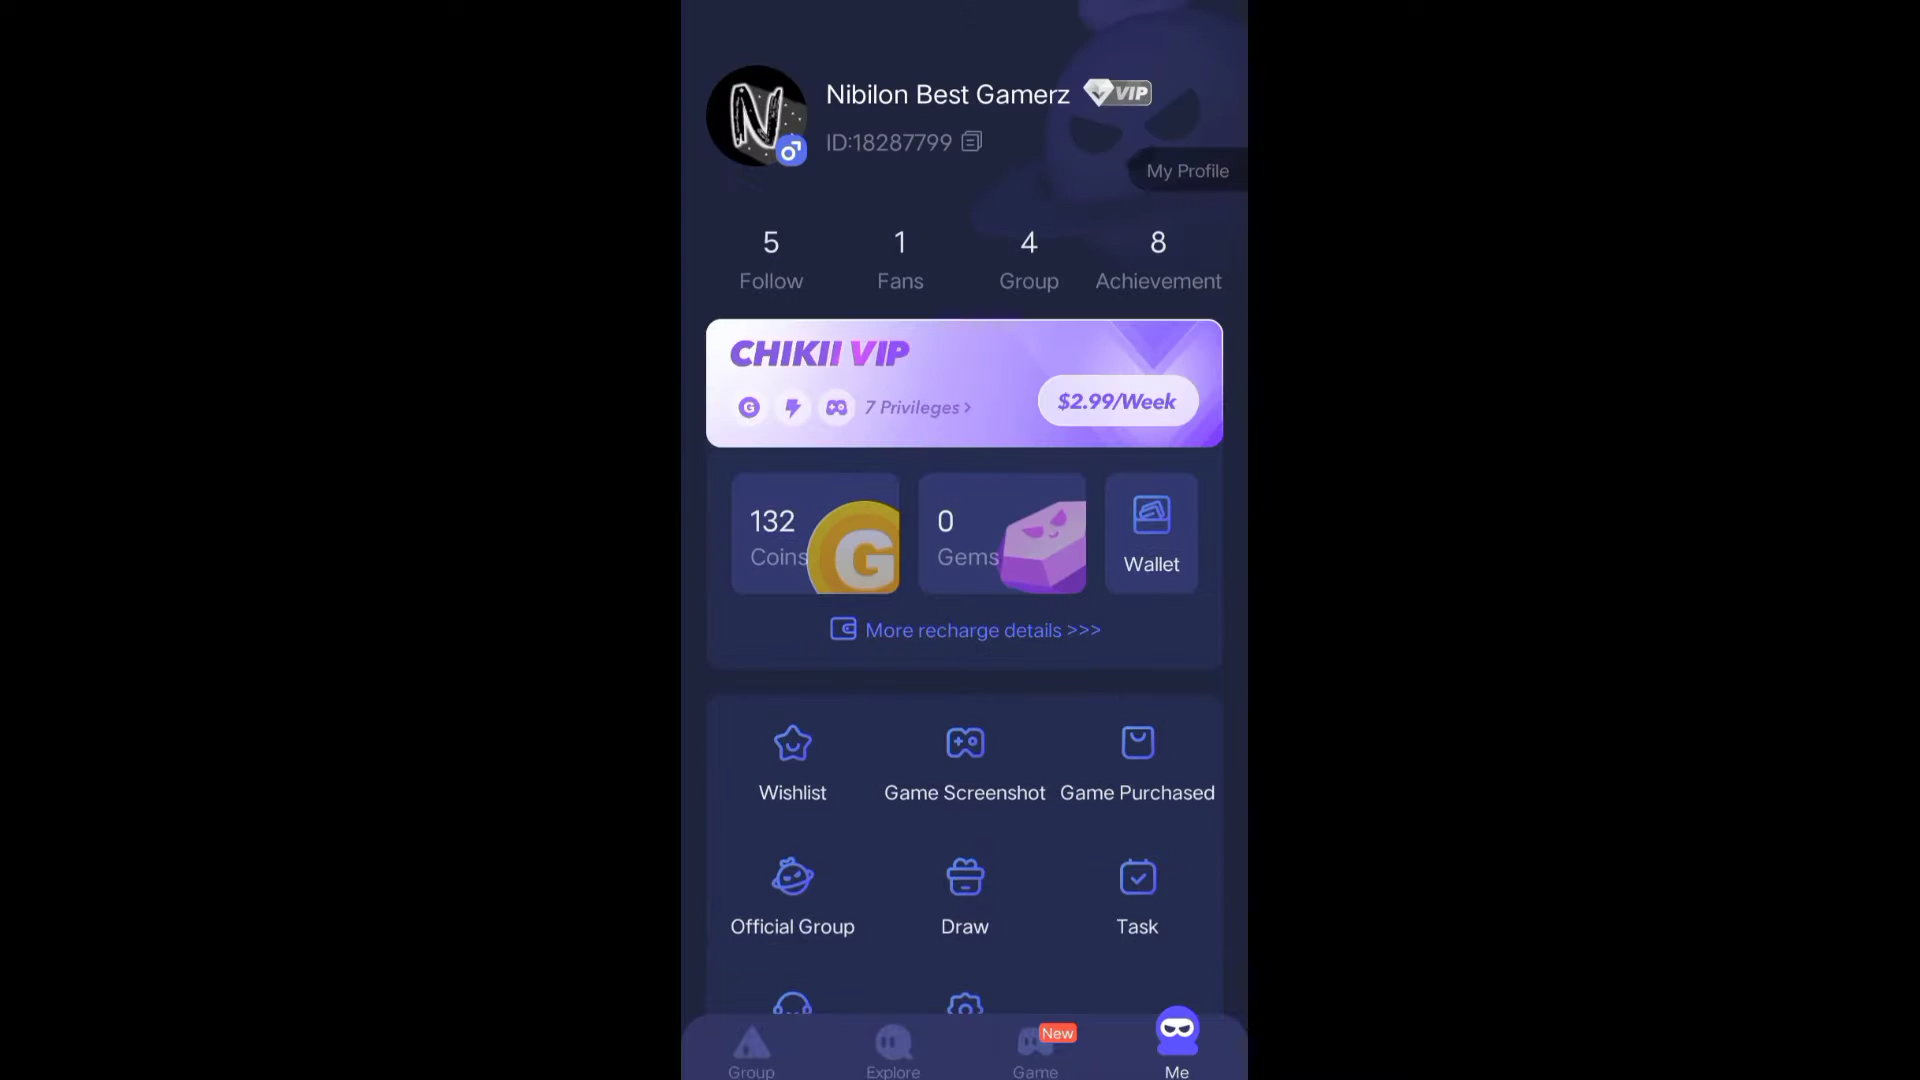 Nibilon Best Gamerz VIP
ID:18287799
My Profile
5 1 4 8
Follow Fans Group Achievement
CHIKII VIP
G 7 Privileges >
$2.99/Week
132 0
Coins Gems Wallet
G
More recharge details >>>
Wishlist Game Screenshot Game Purchased
Official Group Draw Task
New
Group Explore Game Me